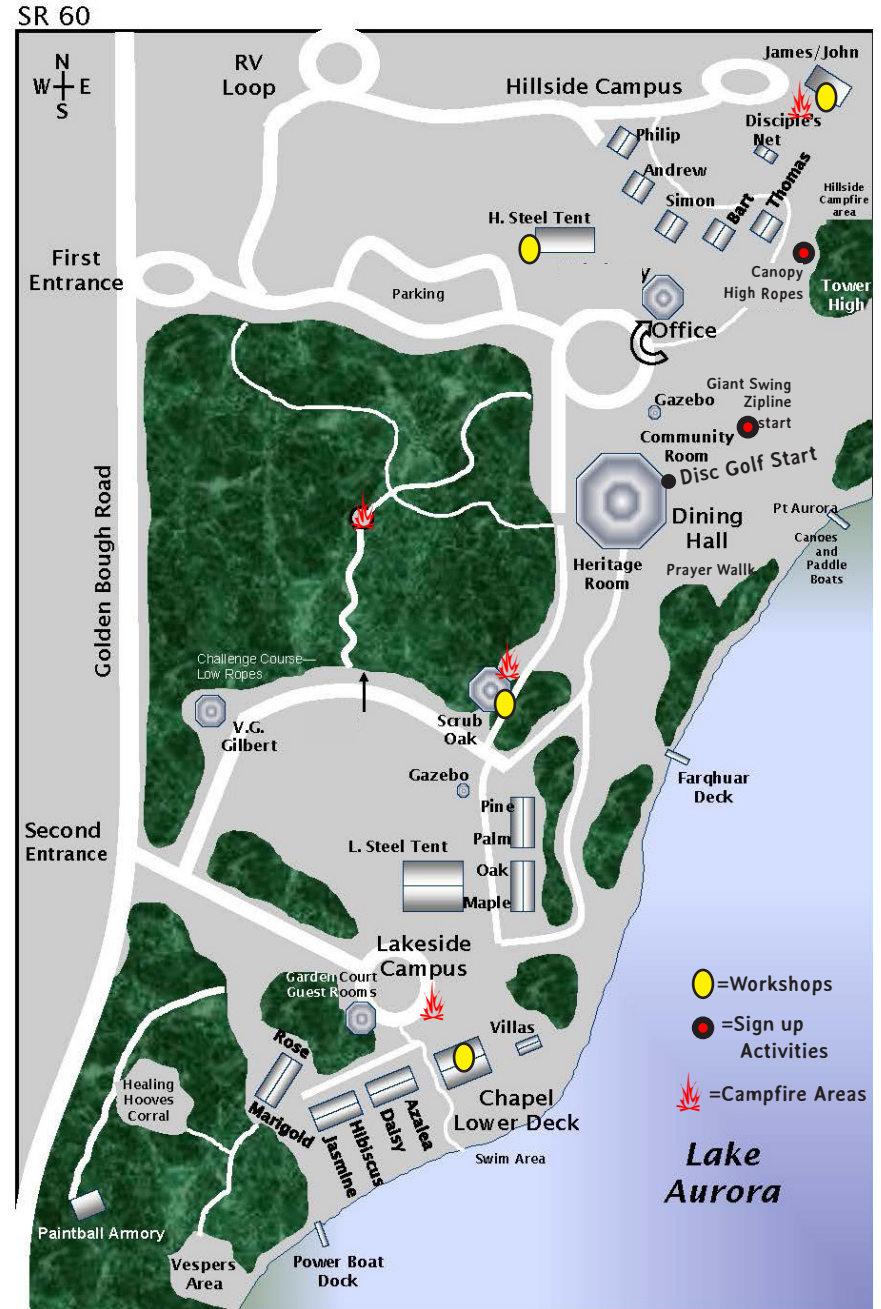 SR 60
N
W E
S
RV
Loop
Hillside Campus
James/John
Disciple's
Net
Philip
Andrew
Simon
Bart
Thomas
Hillside
Campfire
area
H. Steel Tent
First
Entrance
Parking
y
Office
Canopy
High Ropes
Tower
High
Gazebo
Giant Swing
Zipline
start
Community
Room
Disc Golf Start
Dining
Hall
Heritage
Room
Prayer Wallk
Pt Aurora
Canoes
and
Paddle
Boats
Golden Bough Road
Challenge Course—
Low Ropes
V.G.
Gilbert
Scrub
Oak
Gazebo
Pine
Palm
Oak
Maple
L. Steel Tent
Farqhuar
Deck
Second
Entrance
Lakeside
Campus
Garden Court
Guest Rooms
Villas
Chapel
Lower Deck
Rose
Marigold
Jasmine
Hibiscus
Daisy
Azalea
Swim Area
Healing
Hooves
Corral
Paintball Armory
Vespers
Area
Power Boat
Dock
=Workshops
=Sign up
Activities
=Campfire Areas
Lake
Aurora